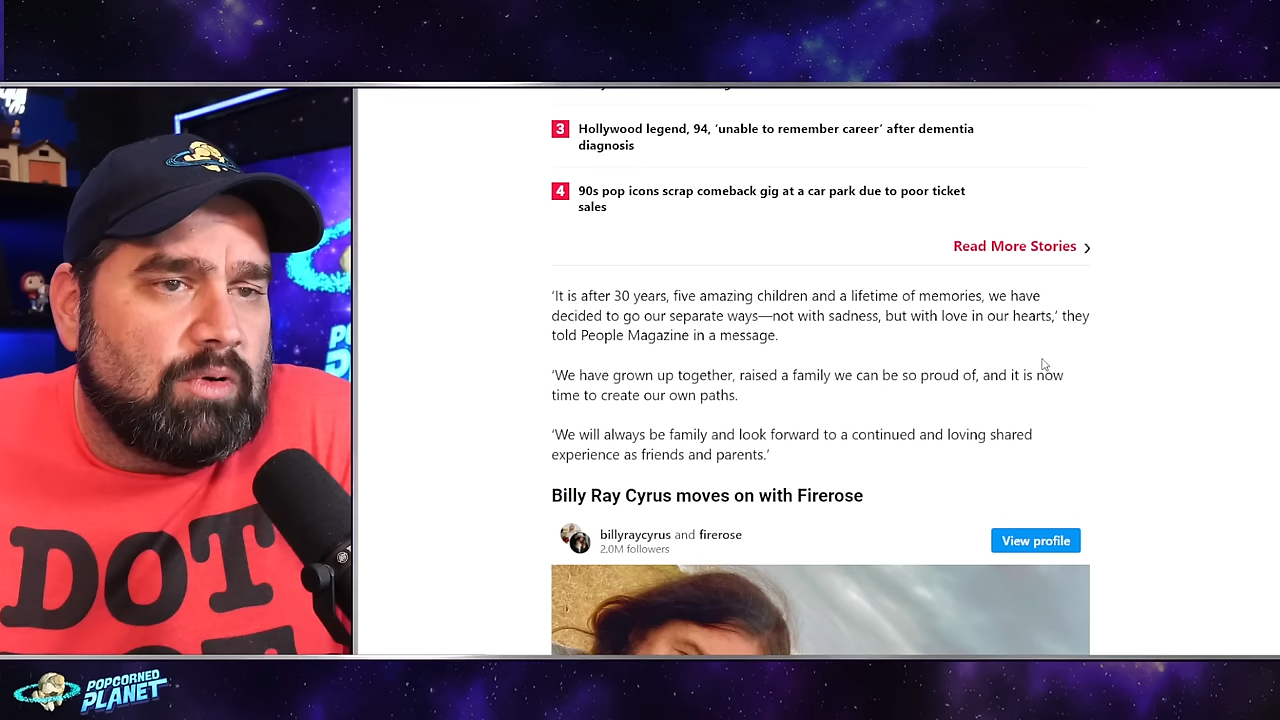 3 Hollywood legend, 94, ‘unable to remember career’ after dementia
diagnosis
4 90s pop icons scrap comeback gig at a car park due to poor ticket
sales
Read More Stories
‘It is after 30 years, five amazing children and a lifetime of memories, we have
decided to go our separate ways—not with sadness, but with love in our hearts,’ they
told People Magazine in a message.
‘We have grown up together, raised a family we can be so proud of, and it is now
time to create our own paths.
‘We will always be family and look forward to a continued and loving shared
experience as friends and parents.’
Billy Ray Cyrus moves on with Firerose
billyraycyrus and firerose
2.0M followers
View profile
DOT
POPCORNED
PLANET